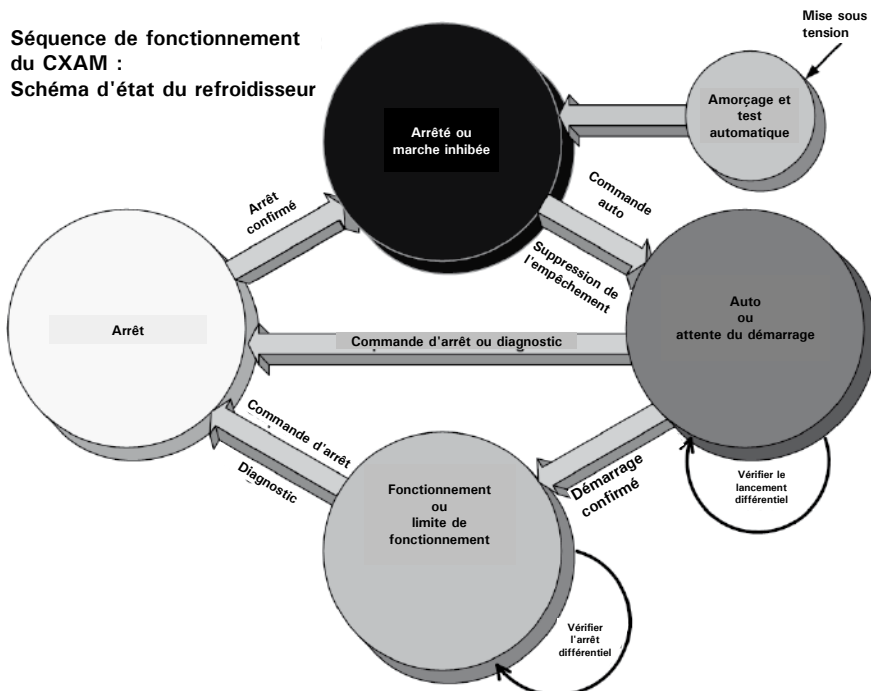 Séquence de fonctionnement
du CXAM :
Schéma d'état du refroidisseur
Mise sous
tension
Amorçage et
test
automatique
Arrêté ou
marche inhibée
Arrêt
confirmé
Commande
auto
Suppression de
l'empêchement
Arrêt
Auto
ou
attente du démarrage
Commande d'arrêt ou diagnostic
Commande d'arrêt
Diagnostic
Fonctionnement
ou
limite de
fonctionnement
Démarrage
confirmé
Vérifier le
lancement
différentiel
Vérifier
l'arrêt
différentiel